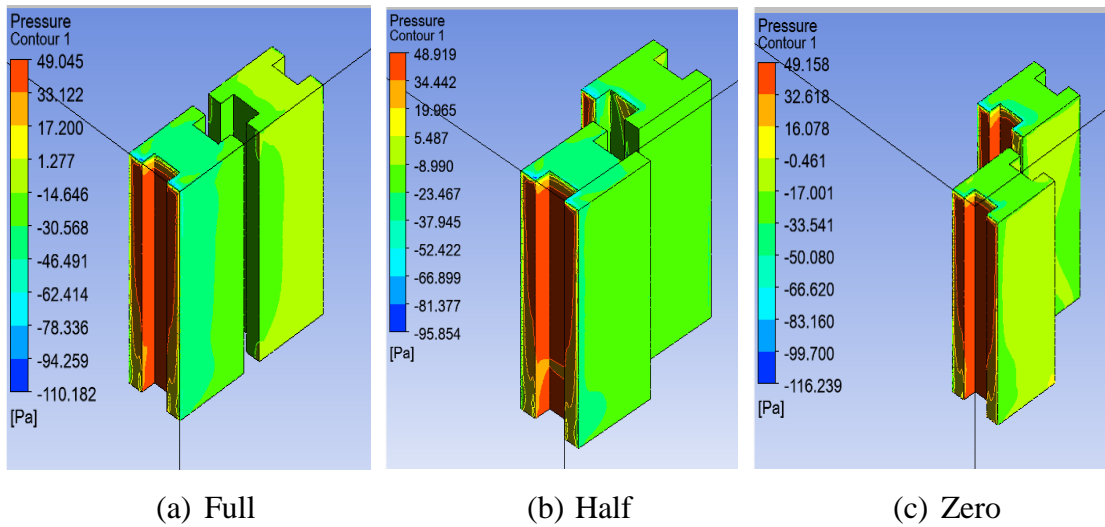 Pressure
Contour 1
49.045
33.122
17.200
1.277
-14.646
-30.568
-46.491
-62.414
-78.336
-94.259
-110.182
[Pa]
Pressure
Contour 1
48.919
34.442
19.965
5.487
-8.990
-23.467
-37.945
-52.422
-66.899
-81.377
-95.854
[Pa]
Pressure
Contour 1
49.158
32.618
16.078
-0.461
-17.001
-33.541
-50.080
-66.620
-83.160
-99.700
-116.239
[Pa]
(a) Full
(b) Half
(c) Zero